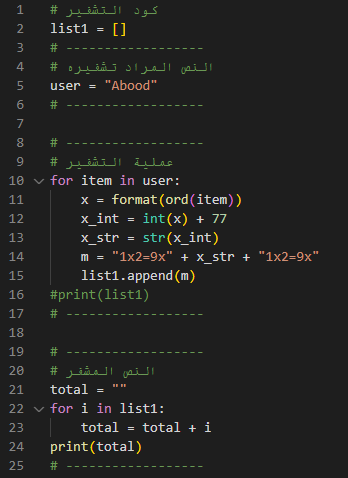 1 # كود التشفير
2 list1 = []
3 # -----------------
4 # النص المراد تشفيره
5 user = "Abood"
6 # -----------------
7
8 # -----------------
9 # عملية التشفير
10 for item in user:
11     x = format(ord(item))
12     x_int = int(x) + 77
13     x_str = str(x_int)
14     m = "1x2=9x" + x_str + "1x2=9x"
15     list1.append(m)
16 #print(list1)
17 # -----------------
18
19 # -----------------
20 # النص المشفر
21 total = ""
22 for i in list1:
23     total = total + i
24 print(total)
25 # -----------------